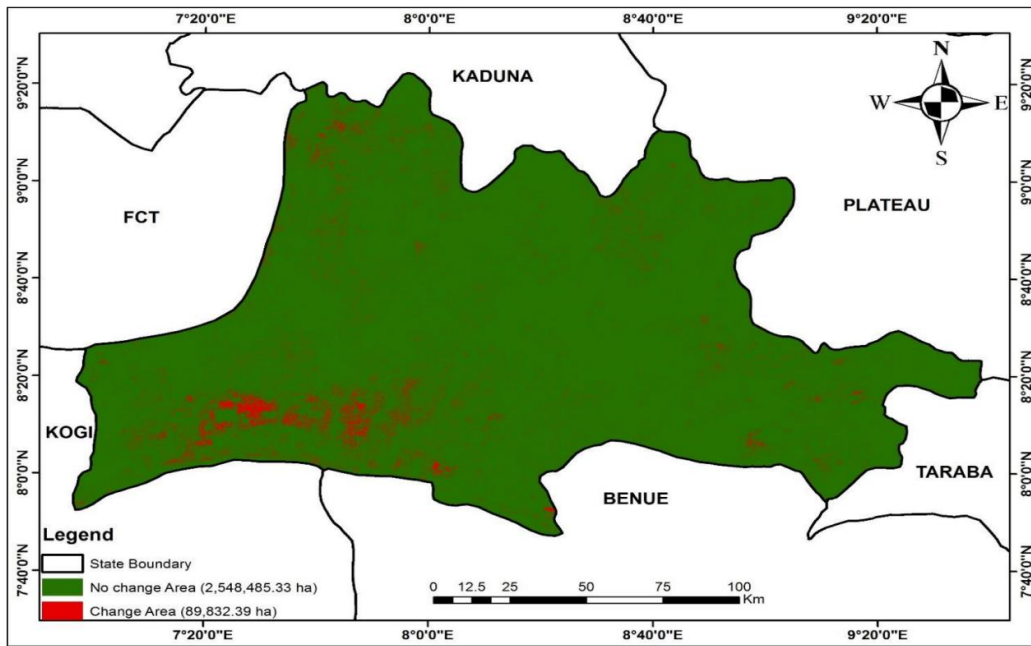 7°20'0"E 8°0'0"E 8°40'0"E 9°20'0"E
N
W E
S
KADUNA
9°20'0"N 9°20'0"N
9°0'0"N 9°0'0"N
FCT
PLATEAU
8°40'0"N 8°40'0"N
8°20'0"N 8°20'0"N
KOGI
8°0'0"N 8°0'0"N
TARABA
BENUE
Legend
State Boundary
No change Area (2,548,485.33 ha)
Change Area (89,832.39 ha)
7°40'0"N 7°40'0"N
0 12.5 25 50 75 100
Km
7°20'0"E 8°0'0"E 8°40'0"E 9°20'0"E